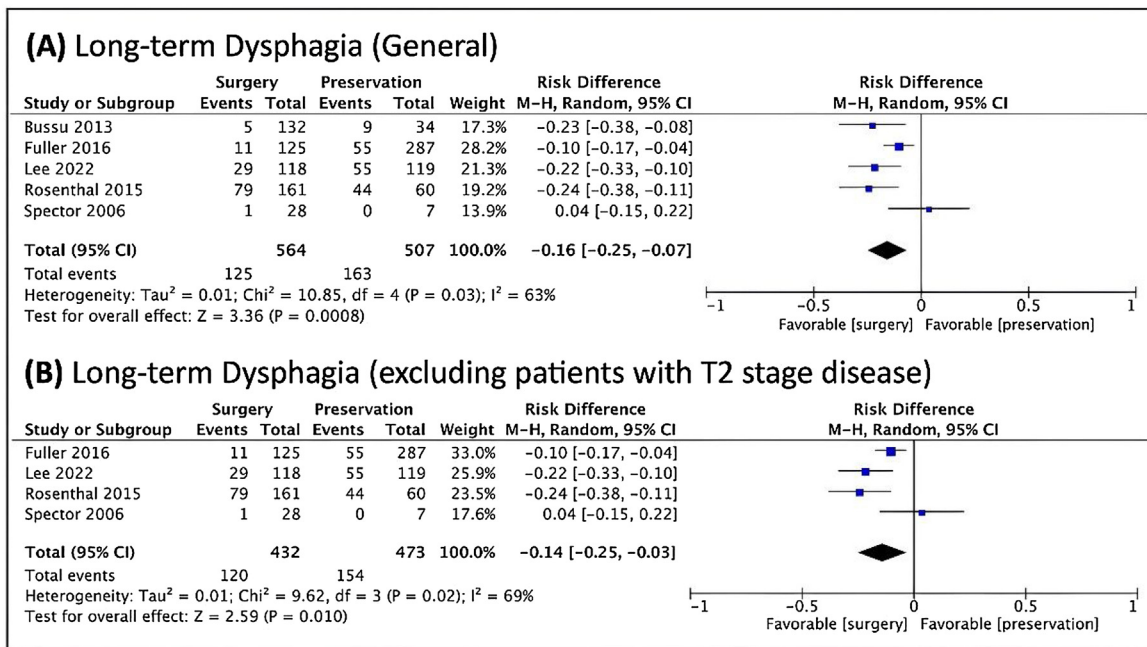 (A) Long-term Dysphagia (General)
Surgery Preservation Risk Difference Risk Difference
Study or Subgroup Events Total Events Total Weight M-H, Random, 95% CI M-H, Random, 95% CI
Bussu 2013 5 132 9 34 17.3% −0.23 [−0.38, −0.08]
Fuller 2016 11 125 55 287 28.2% −0.10 [−0.17, −0.04]
Lee 2022 29 118 55 119 21.3% −0.22 [−0.33, −0.10]
Rosenthal 2015 79 161 44 60 19.2% −0.24 [−0.38, −0.11]
Spector 2006 1 28 0 7 13.9% 0.04 [−0.15, 0.22]
Total (95% CI) 564 507 100.0% −0.16 [−0.25, −0.07]
Total events 125 163
Heterogeneity: Tau² = 0.01; Chi² = 10.85, df = 4 (P = 0.03); I² = 63%
Test for overall effect: Z = 3.36 (P = 0.0008)
−1 −0.5 0 0.5 1
Favorable [surgery] Favorable [preservation]
(B) Long-term Dysphagia (excluding patients with T2 stage disease)
Surgery Preservation Risk Difference Risk Difference
Study or Subgroup Events Total Events Total Weight M-H, Random, 95% CI M-H, Random, 95% CI
Fuller 2016 11 125 55 287 33.0% −0.10 [−0.17, −0.04]
Lee 2022 29 118 55 119 25.9% −0.22 [−0.33, −0.10]
Rosenthal 2015 79 161 44 60 23.5% −0.24 [−0.38, −0.11]
Spector 2006 1 28 0 7 17.6% 0.04 [−0.15, 0.22]
Total (95% CI) 432 473 100.0% −0.14 [−0.25, −0.03]
Total events 120 154
Heterogeneity: Tau² = 0.01; Chi² = 9.62, df = 3 (P = 0.02); I² = 69%
Test for overall effect: Z = 2.59 (P = 0.010)
−1 −0.5 0 0.5 1
Favorable [surgery] Favorable [preservation]